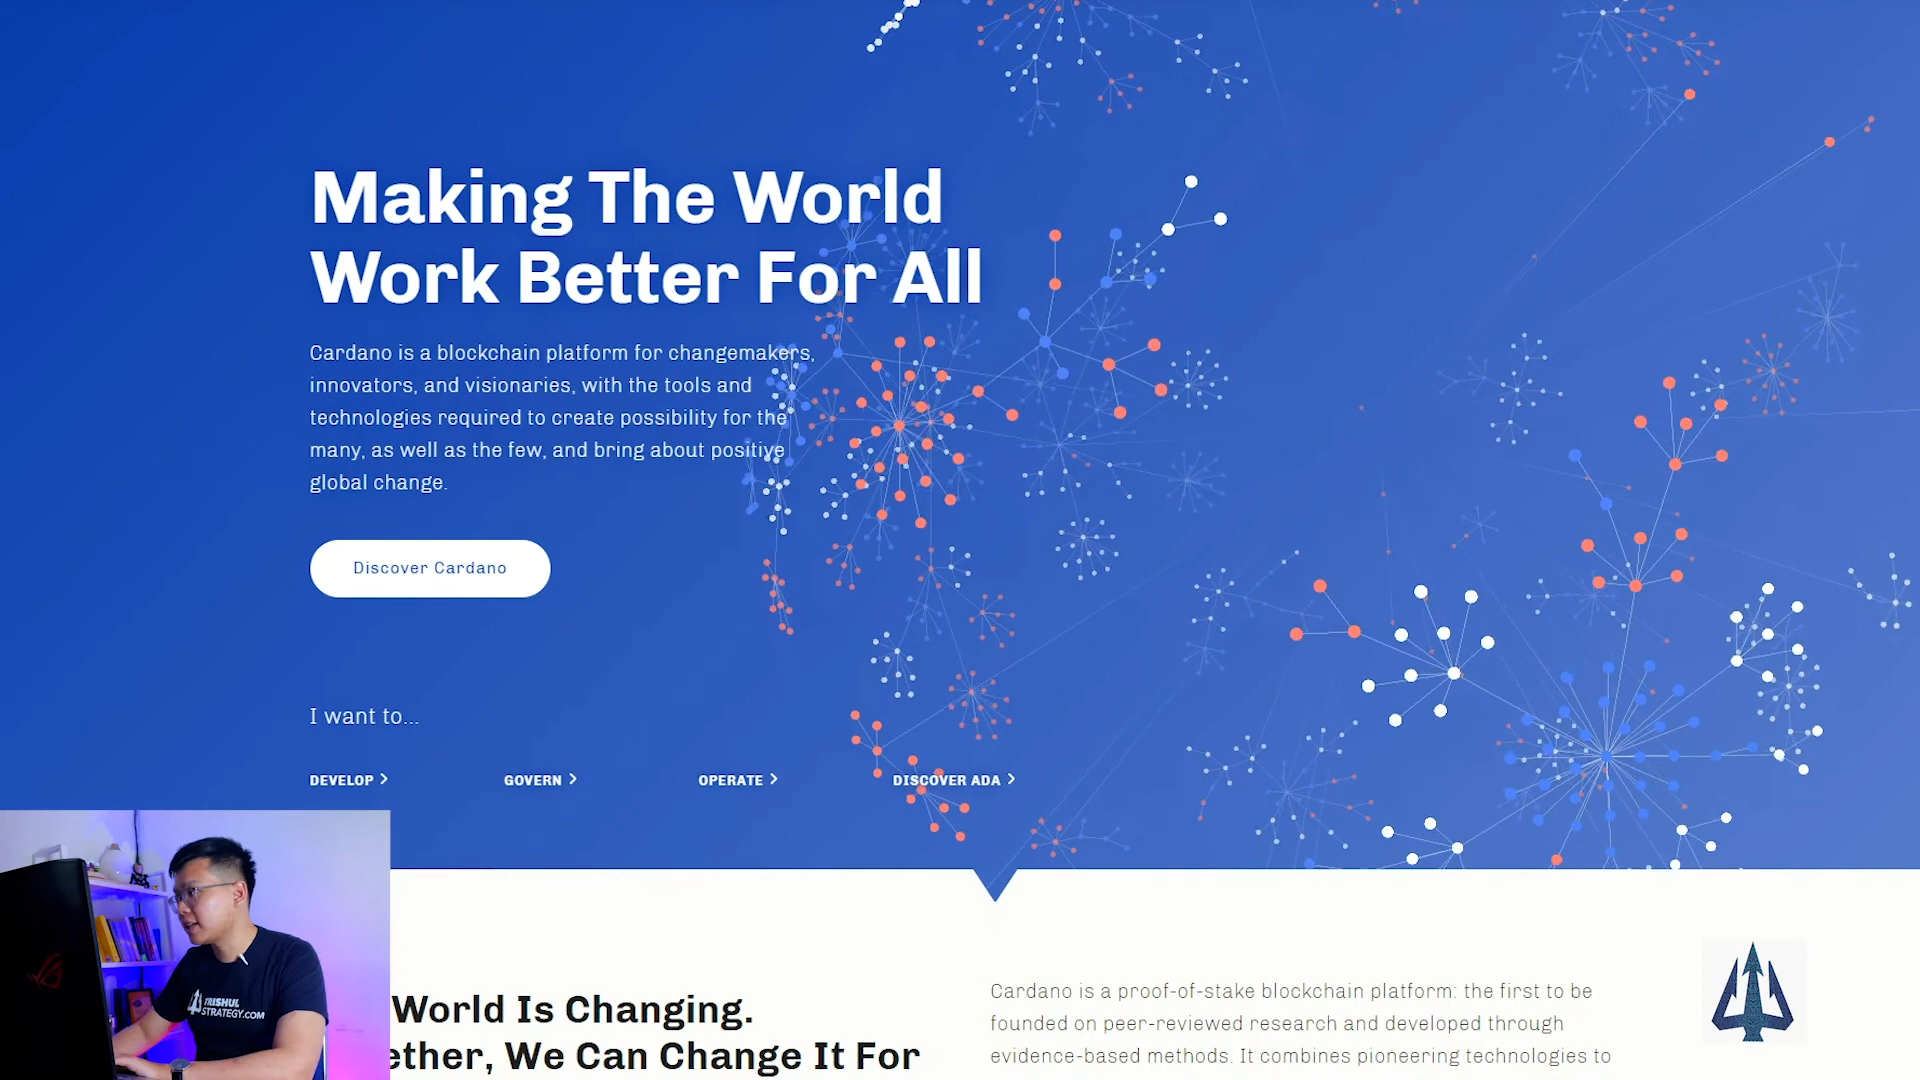 Making The World
Work Better For All
Cardano is a blockchain platform for changemakers,
innovators, and visionaries, with the tools and
technologies required to create possibility for the
many, as well as the few, and bring about positive
global change.
Discover Cardano
I want to...
DEVELOP
GOVERN
OPERATE
DISCOVER ADA
World Is Changing.
ether, We Can Change It For
Cardano is a proof-of-stake blockchain platform: the first to be
founded on peer-reviewed research and developed through
evidence-based methods. It combines pioneering technologies to
TRISHUL
STRATEGY.COM